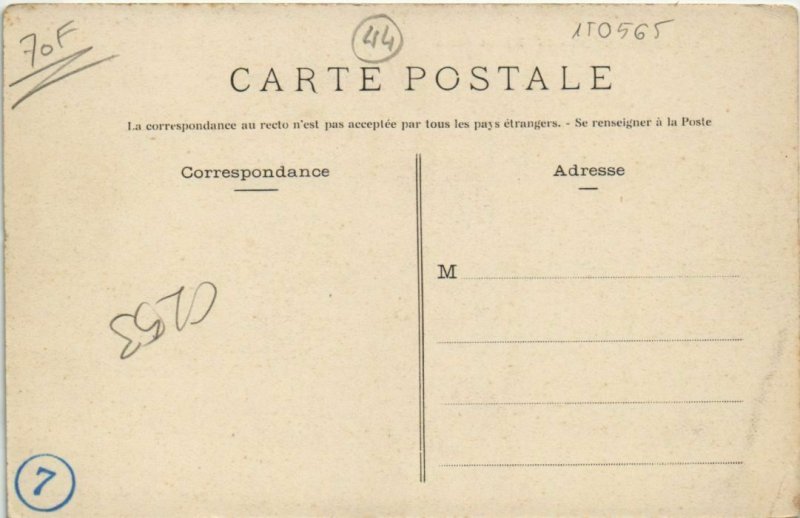 70F
44
150565
CARTE POSTALE
La correspondance au recto n'est pas acceptée par tous les pays étrangers. - Se renseigner à la Poste
Correspondance
Adresse
M
7